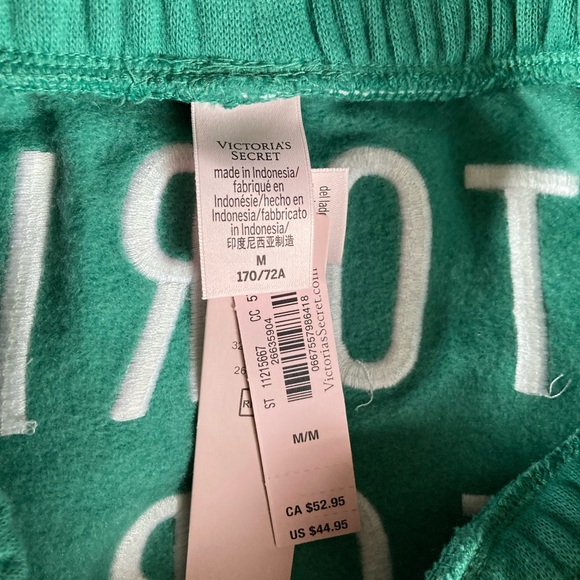 VICTORIA'S
SECRET
made in Indonesia/
fabriqué en
Indonésie/hecho en
Indonesia/fabbricato
in Indonesia/
印度尼西亚制造
M
170/72A
ST 11215667 CC 5
26635904
0667557986418
VictoriasSecret.com
M/M
CA $52.95
US $44.95
TORI